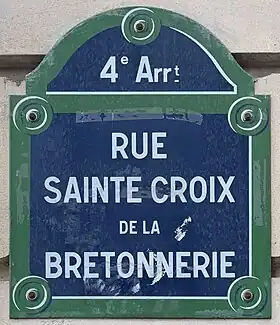 4e Arrt
RUE
SAINTE CROIX
DE LA
BRETONNERIE